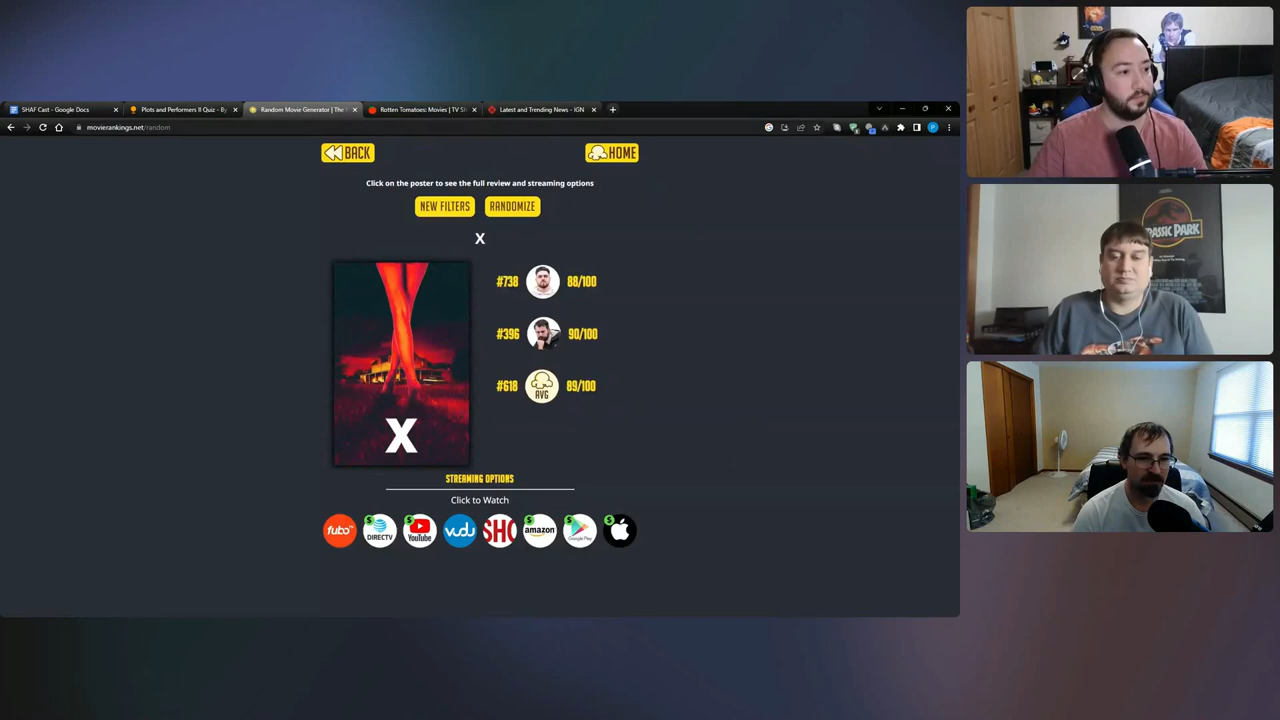 SHAF Cast - Google Docs
Plots and Performers II Quiz - By
Random Movie Generator | The
Rotten Tomatoes: Movies | TV S
Latest and Trending News - IGN
movierankings.net/random
BACK
HOME
Click on the poster to see the full review and streaming options
NEW FILTERS
RANDOMIZE
X
#738
88/100
#396
90/100
#618
AVG
89/100
X
STREAMING OPTIONS
Click to Watch
fubo
DIRECTV
YouTube
VUDU
SHO
amazon
Google Play
JURASSIC PARK